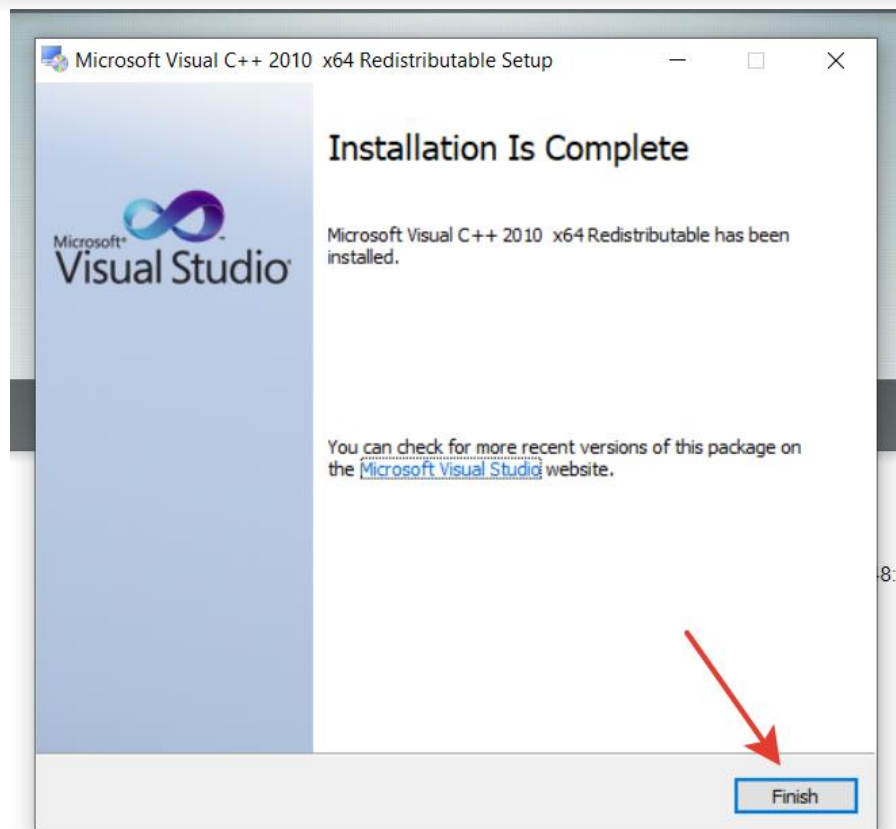 Microsoft Visual C++ 2010 x64 Redistributable Setup
Installation Is Complete
Microsoft Visual C++ 2010 x64 Redistributable has been
installed.
Microsoft®
Visual Studio
You can check for more recent versions of this package on
the Microsoft Visual Studio website.
8:
Finish